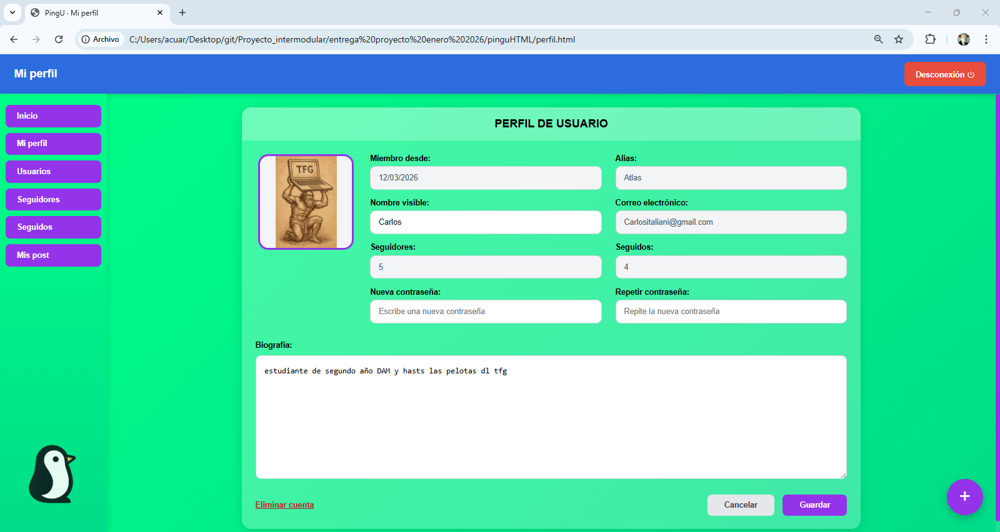 PingU · Mi perfil
Archivo
C:/Users/acuar/Desktop/git/Proyecto_intermodular/entrega%20proyecto%20enero%202026/pinguHTML/perfil.html
Mi perfil
Desconexión
Inicio
Mi perfil
Usuarios
Seguidores
Seguidos
Mis post
PERFIL DE USUARIO
TFG
Miembro desde:
12/03/2026
Alias:
Atlas
Nombre visible:
Carlos
Correo electrónico:
Carlositaliani@gmail.com
Seguidores:
5
Seguidos:
4
Nueva contraseña:
Escribe una nueva contraseña
Repetir contraseña:
Repite la nueva contraseña
Biografía:
estudiante de segundo año DAM y hasts las pelotas dl tfg
Eliminar cuenta
Cancelar
Guardar
+